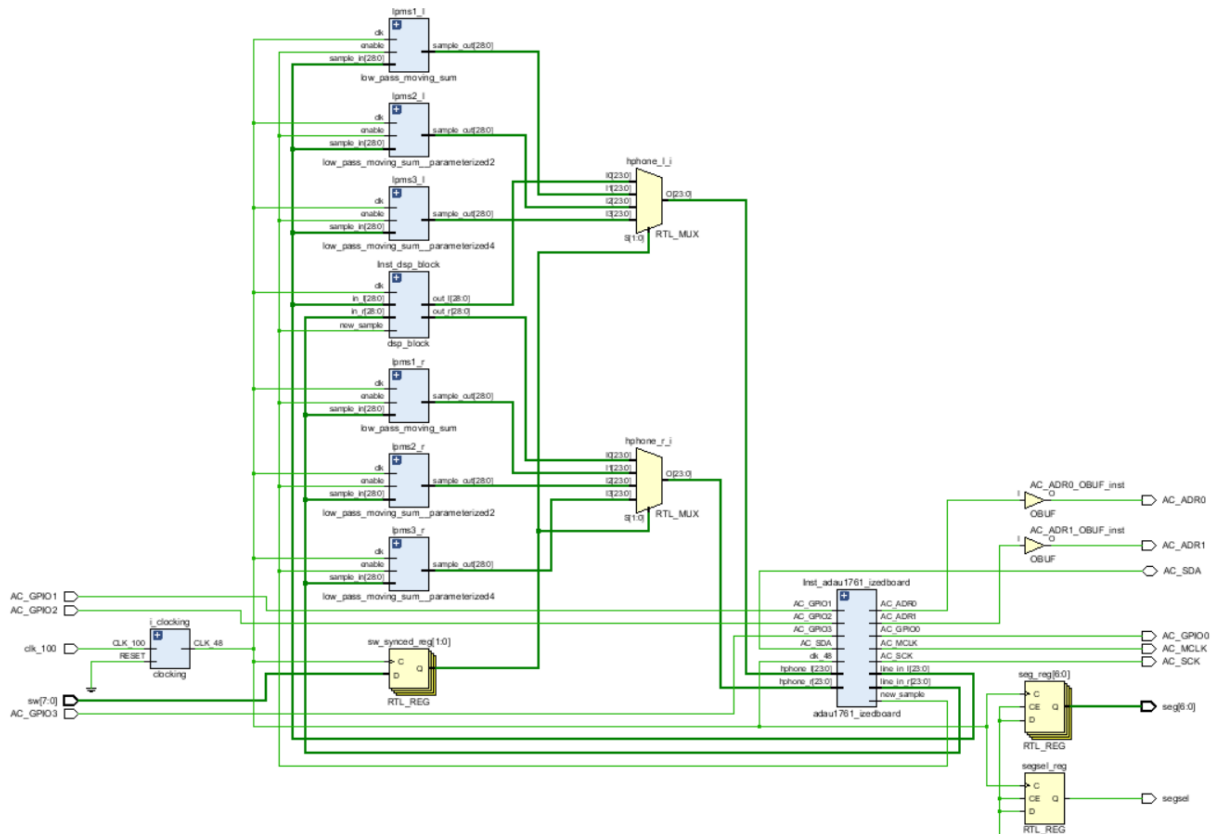 lpms1_l
clk
enable
sample_in[28:0]
sample_out[28:0]
low_pass_moving_sum
lpms2_l
clk
enable
sample_in[28:0]
sample_out[28:0]
low_pass_moving_sum__parameterized2
lpms3_l
clk
enable
sample_in[28:0]
sample_out[28:0]
low_pass_moving_sum__parameterized4
hphone_l_i
I0[23:0]
I1[23:0]
I2[23:0]
I3[23:0]
S[1:0]
O[23:0]
RTL_MUX
Inst_dsp_block
clk
in_l[28:0]
in_r[28:0]
new_sample
out_l[28:0]
out_r[28:0]
dsp_block
lpms1_r
clk
enable
sample_in[28:0]
sample_out[28:0]
low_pass_moving_sum
lpms2_r
clk
enable
sample_in[28:0]
sample_out[28:0]
low_pass_moving_sum__parameterized2
lpms3_r
clk
enable
sample_in[28:0]
sample_out[28:0]
low_pass_moving_sum__parameterized4
hphone_r_i
I0[23:0]
I1[23:0]
I2[23:0]
I3[23:0]
S[1:0]
O[23:0]
RTL_MUX
AC_GPIO1
AC_GPIO2
clk_100
sw[7:0]
AC_GPIO3
i_clocking
CLK_100
RESET
CLK_48
clocking
sw_synced_reg[1:0]
C
D
Q
RTL_REG
Inst_adau1761_izedboard
AC_GPIO1
AC_GPIO2
AC_GPIO3
AC_SDA
clk_48
hphone_l[23:0]
hphone_r[23:0]
AC_ADR0
AC_ADR1
AC_GPIO0
AC_MCLK
AC_SCK
line_in_l[23:0]
line_in_r[23:0]
new_sample
adau1761_izedboard
AC_ADR0_OBUF_inst
I
O
OBUF
AC_ADR0
AC_ADR1_OBUF_inst
I
O
OBUF
AC_ADR1
AC_SDA
AC_GPIO0
AC_MCLK
AC_SCK
seg_reg[6:0]
C
CE
D
Q
RTL_REG
seg[6:0]
segsel_reg
C
CE
D
Q
RTL_REG
segsel